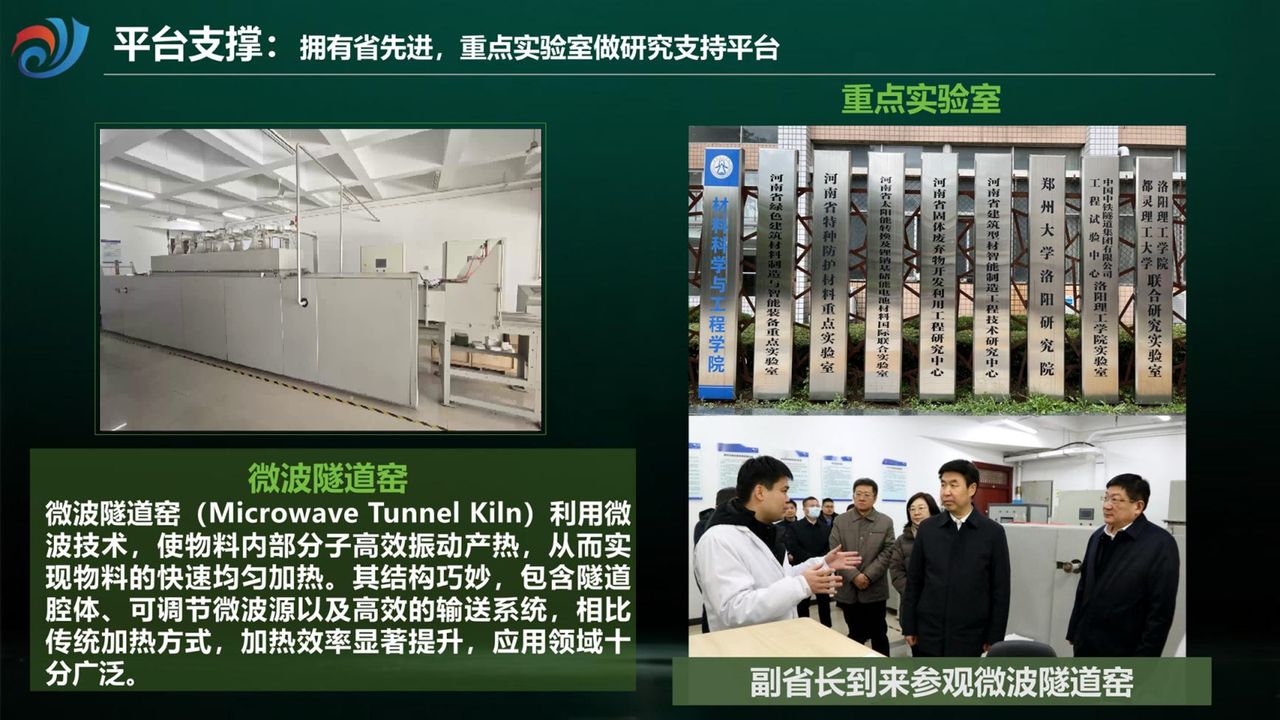 平台支撑：拥有省先进，重点实验室做研究支持平台
微波隧道窑
微波隧道窑（Microwave Tunnel Kiln）利用微
波技术，使物料内部分子高效振动产热，从而实
现物料的快速均匀加热。其结构巧妙，包含隧道
腔体、可调节微波源以及高效的输送系统，相比
传统加热方式，加热效率显著提升，应用领域十
分广泛。
重点实验室
材料科学与工程学院
河南省绿色建筑材料制造与智能装备重点实验室
河南省特种防护材料重点实验室
河南省太阳能转换及锂钠基储能电池材料国际联合实验室
河南省固体废弃物开发利用工程研究中心
河南省建筑型材智能制造工程技术研究中心
郑州大学洛阳研究院
中国中铁隧道集团有限公司
工程试验中心
洛阳理工学院实验室
洛阳理工学院
都灵理工大学
联合研究实验室
副省长到来参观微波隧道窑